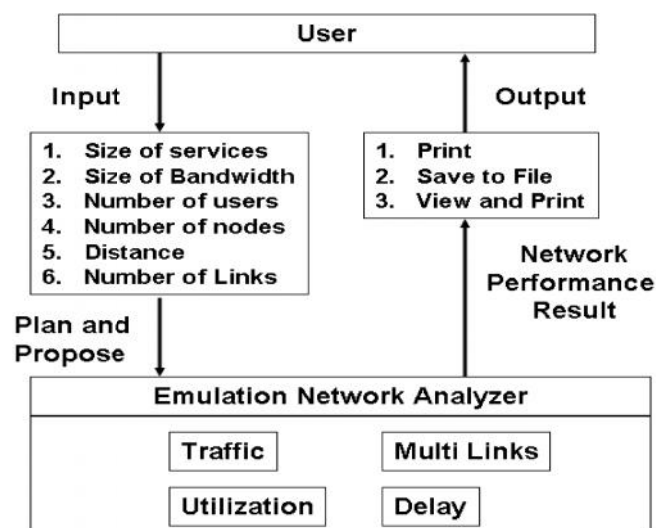 User
Input
Output
1. Size of services
2. Size of Bandwidth
3. Number of users
4. Number of nodes
5. Distance
6. Number of Links
1. Print
2. Save to File
3. View and Print
Plan and
Propose
Network
Performance
Result
Emulation Network Analyzer
Traffic
Multi Links
Utilization
Delay